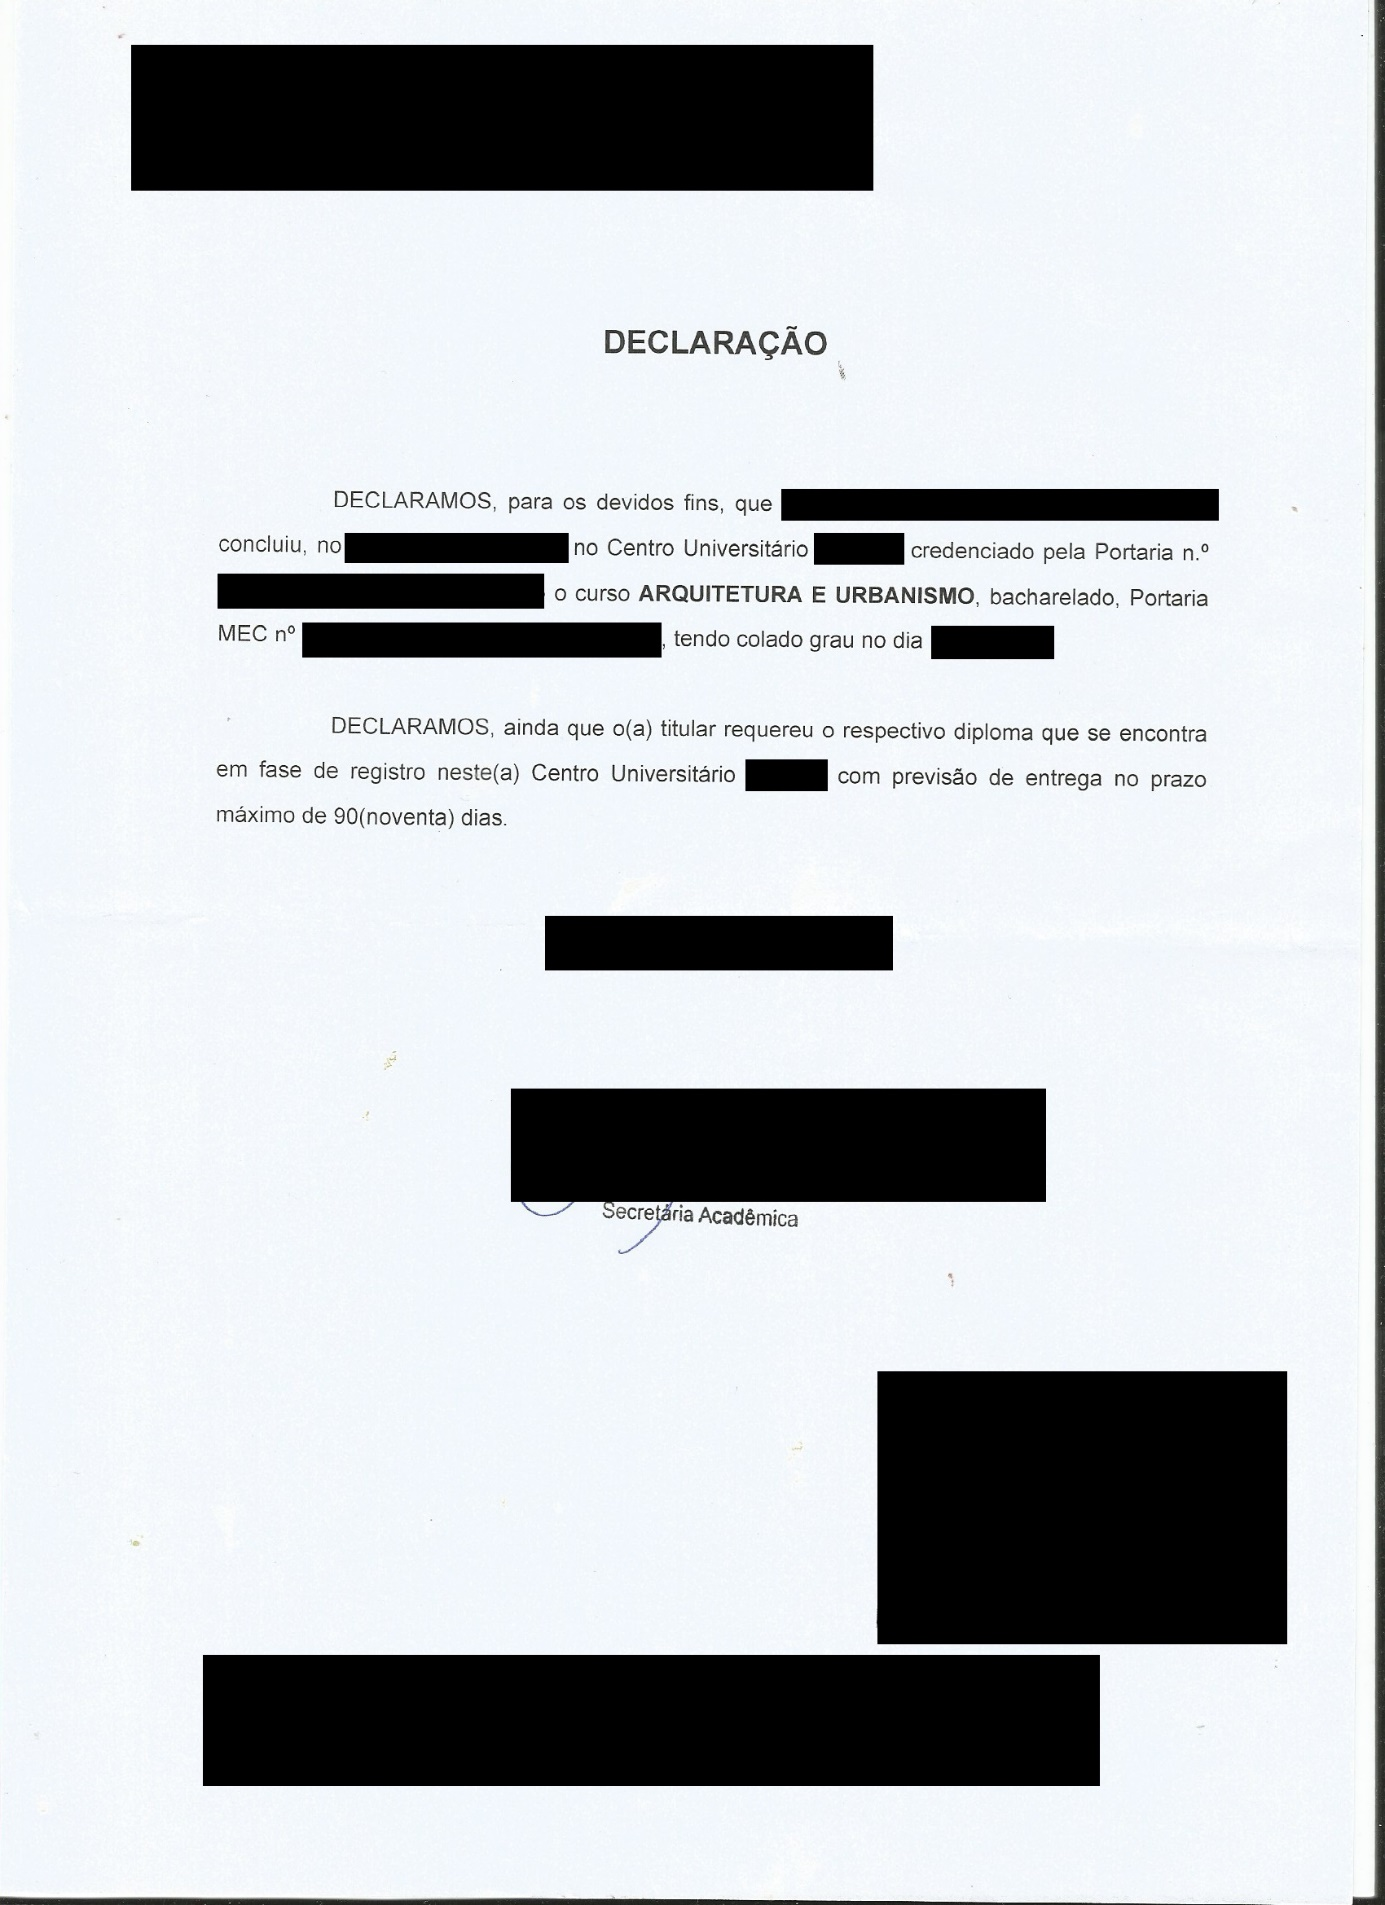 DECLARAÇÃO
DECLARAMOS, para os devidos fins, que
concluiu, no no Centro Universitário credenciado pela Portaria n.º
o curso ARQUITETURA E URBANISMO, bacharelado, Portaria
MEC nº , tendo colado grau no dia
DECLARAMOS, ainda que o(a) titular requereu o respectivo diploma que se encontra
em fase de registro neste(a) Centro Universitário com previsão de entrega no prazo
máximo de 90(noventa) dias.
Secretária Acadêmica